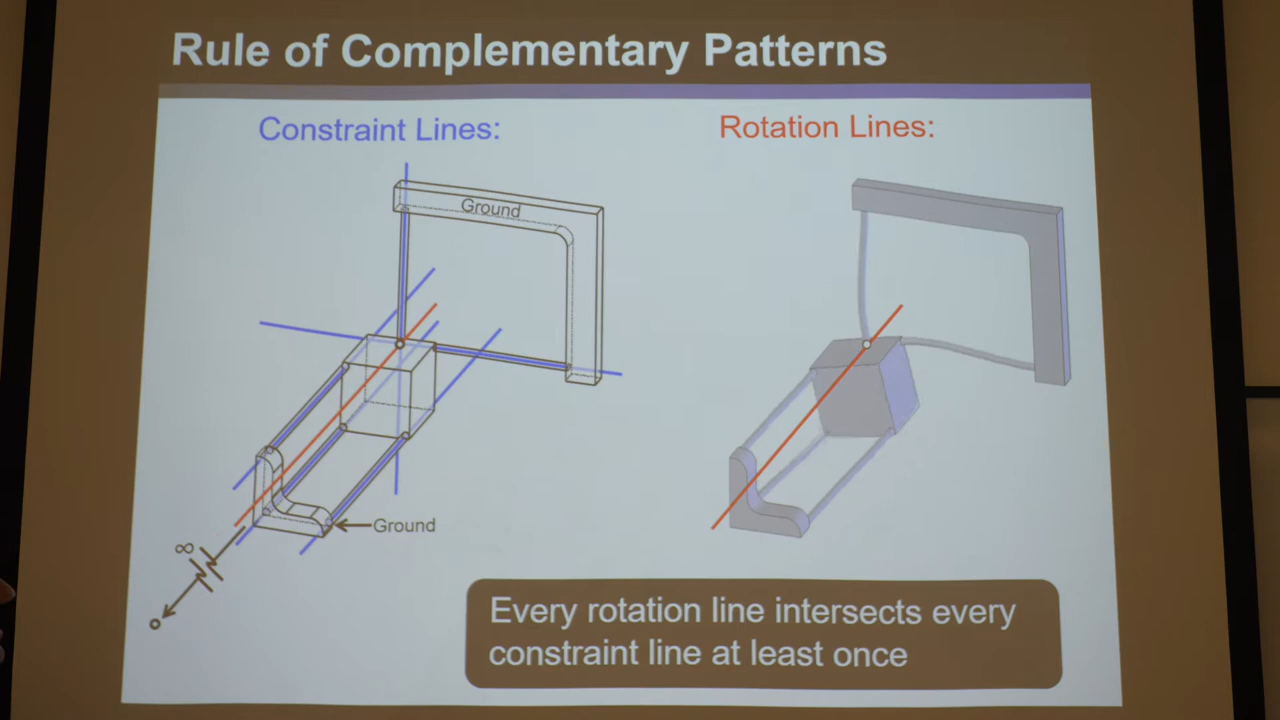 Rule of Complementary Patterns
Constraint Lines:
Rotation Lines:
Ground
Ground
∞
Every rotation line intersects every
constraint line at least once